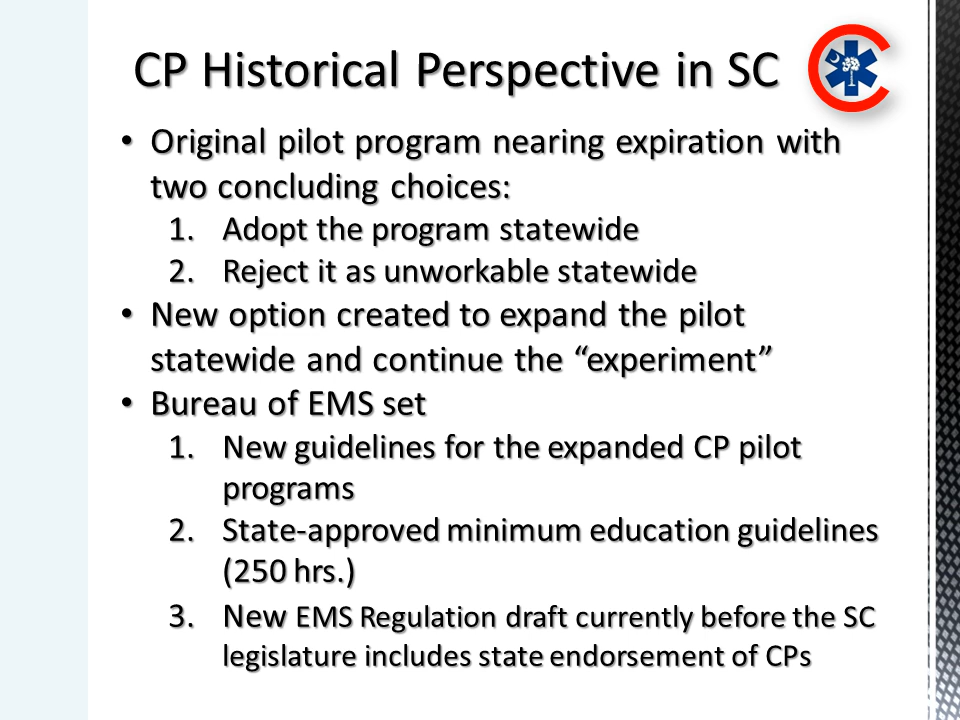 CP Historical Perspective in SC
• Original pilot program nearing expiration with
two concluding choices:
1. Adopt the program statewide
2. Reject it as unworkable statewide
• New option created to expand the pilot
statewide and continue the “experiment”
• Bureau of EMS set
1. New guidelines for the expanded CP pilot
programs
2. State-approved minimum education guidelines
(250 hrs.)
3. New EMS Regulation draft currently before the SC
legislature includes state endorsement of CPs